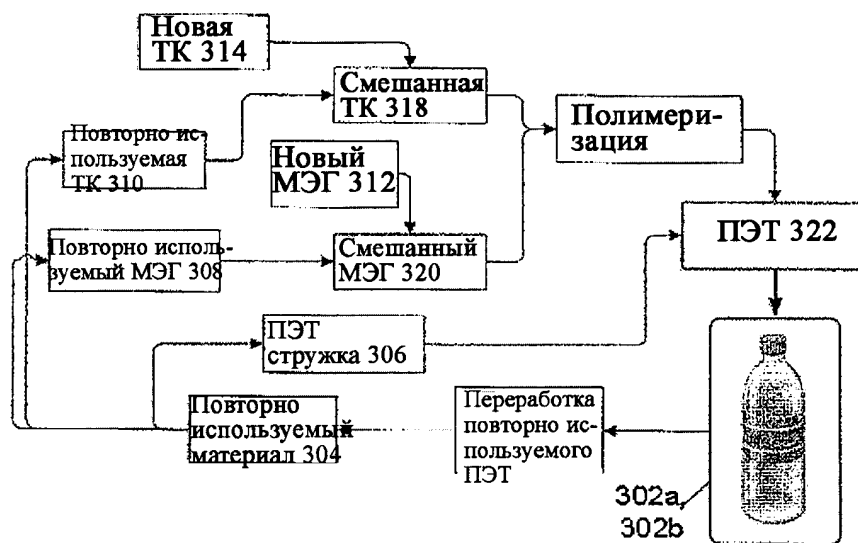 Новая
ТК 314
Смешанная
ТК 318
Полимери-
зация
Повторно ис-
пользуемая
ТК 310
Новый
МЭГ 312
ПЭТ 322
Повторно исполь-
зуемый МЭГ 308
Смешанный
МЭГ 320
ПЭТ
стружка 306
Повторно
используемый
материал 304
Переработка
повторно ис-
пользуемого
ПЭТ
302a,
302b